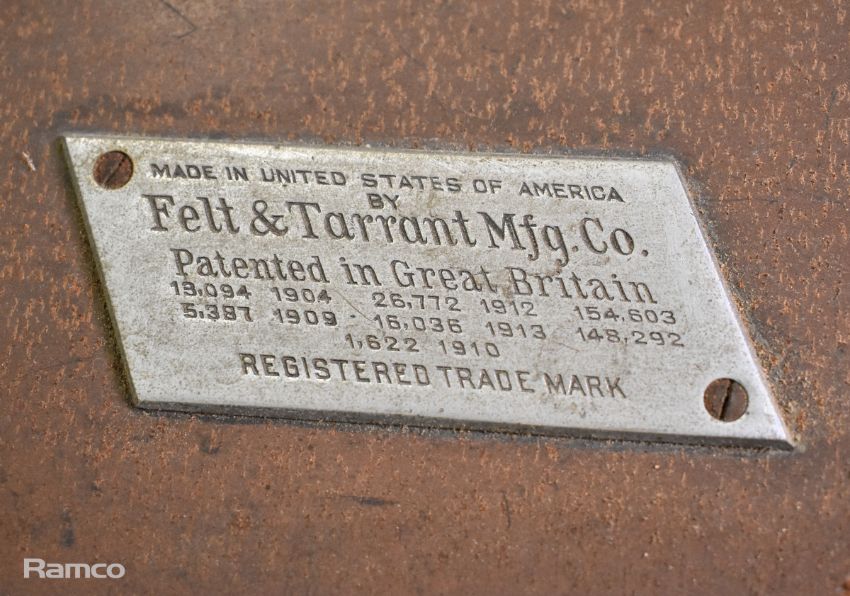 MADE IN UNITED STATES OF AMERICA
BY
Felt & Tarrant Mfg. Co.
Patented in Great Britain
13,094 1904 26,772 1912 154,603
5,387 1909 - 16,036 1913 148,292
1,622 1910
REGISTERED TRADE MARK
Ramco